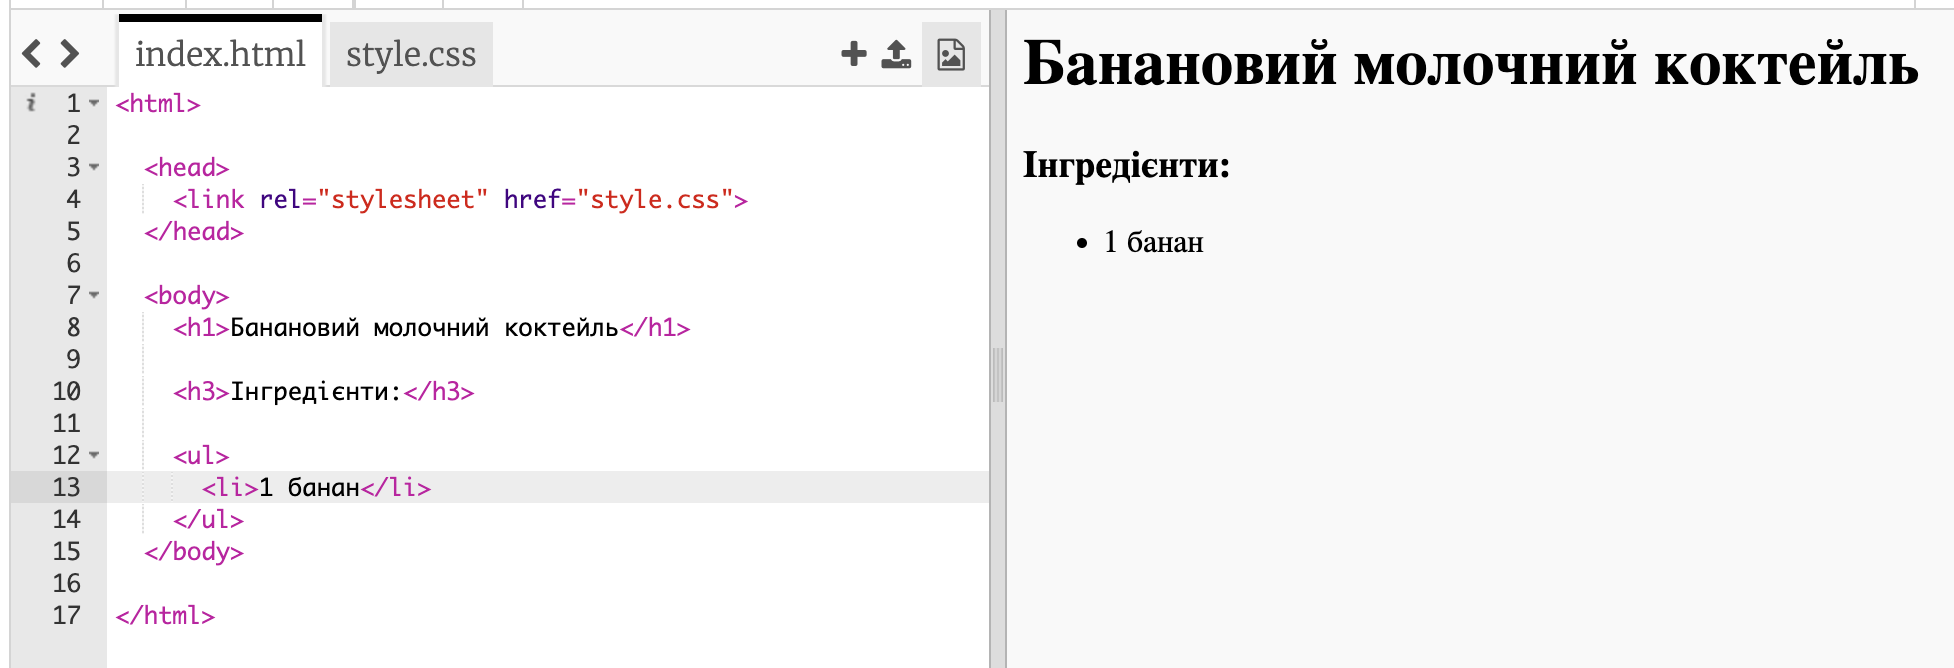 index.html style.css
i 1 <html>
2
3 <head>
4 <link rel="stylesheet" href="style.css">
5 </head>
6
7 <body>
8 <h1>Банановий молочний коктейль</h1>
9
10 <h3>Інгредієнти:</h3>
11
12 <ul>
13 <li>1 банан</li>
14 </ul>
15 </body>
16
17 </html>
Банановий молочний коктейль
Інгредієнти:
• 1 банан